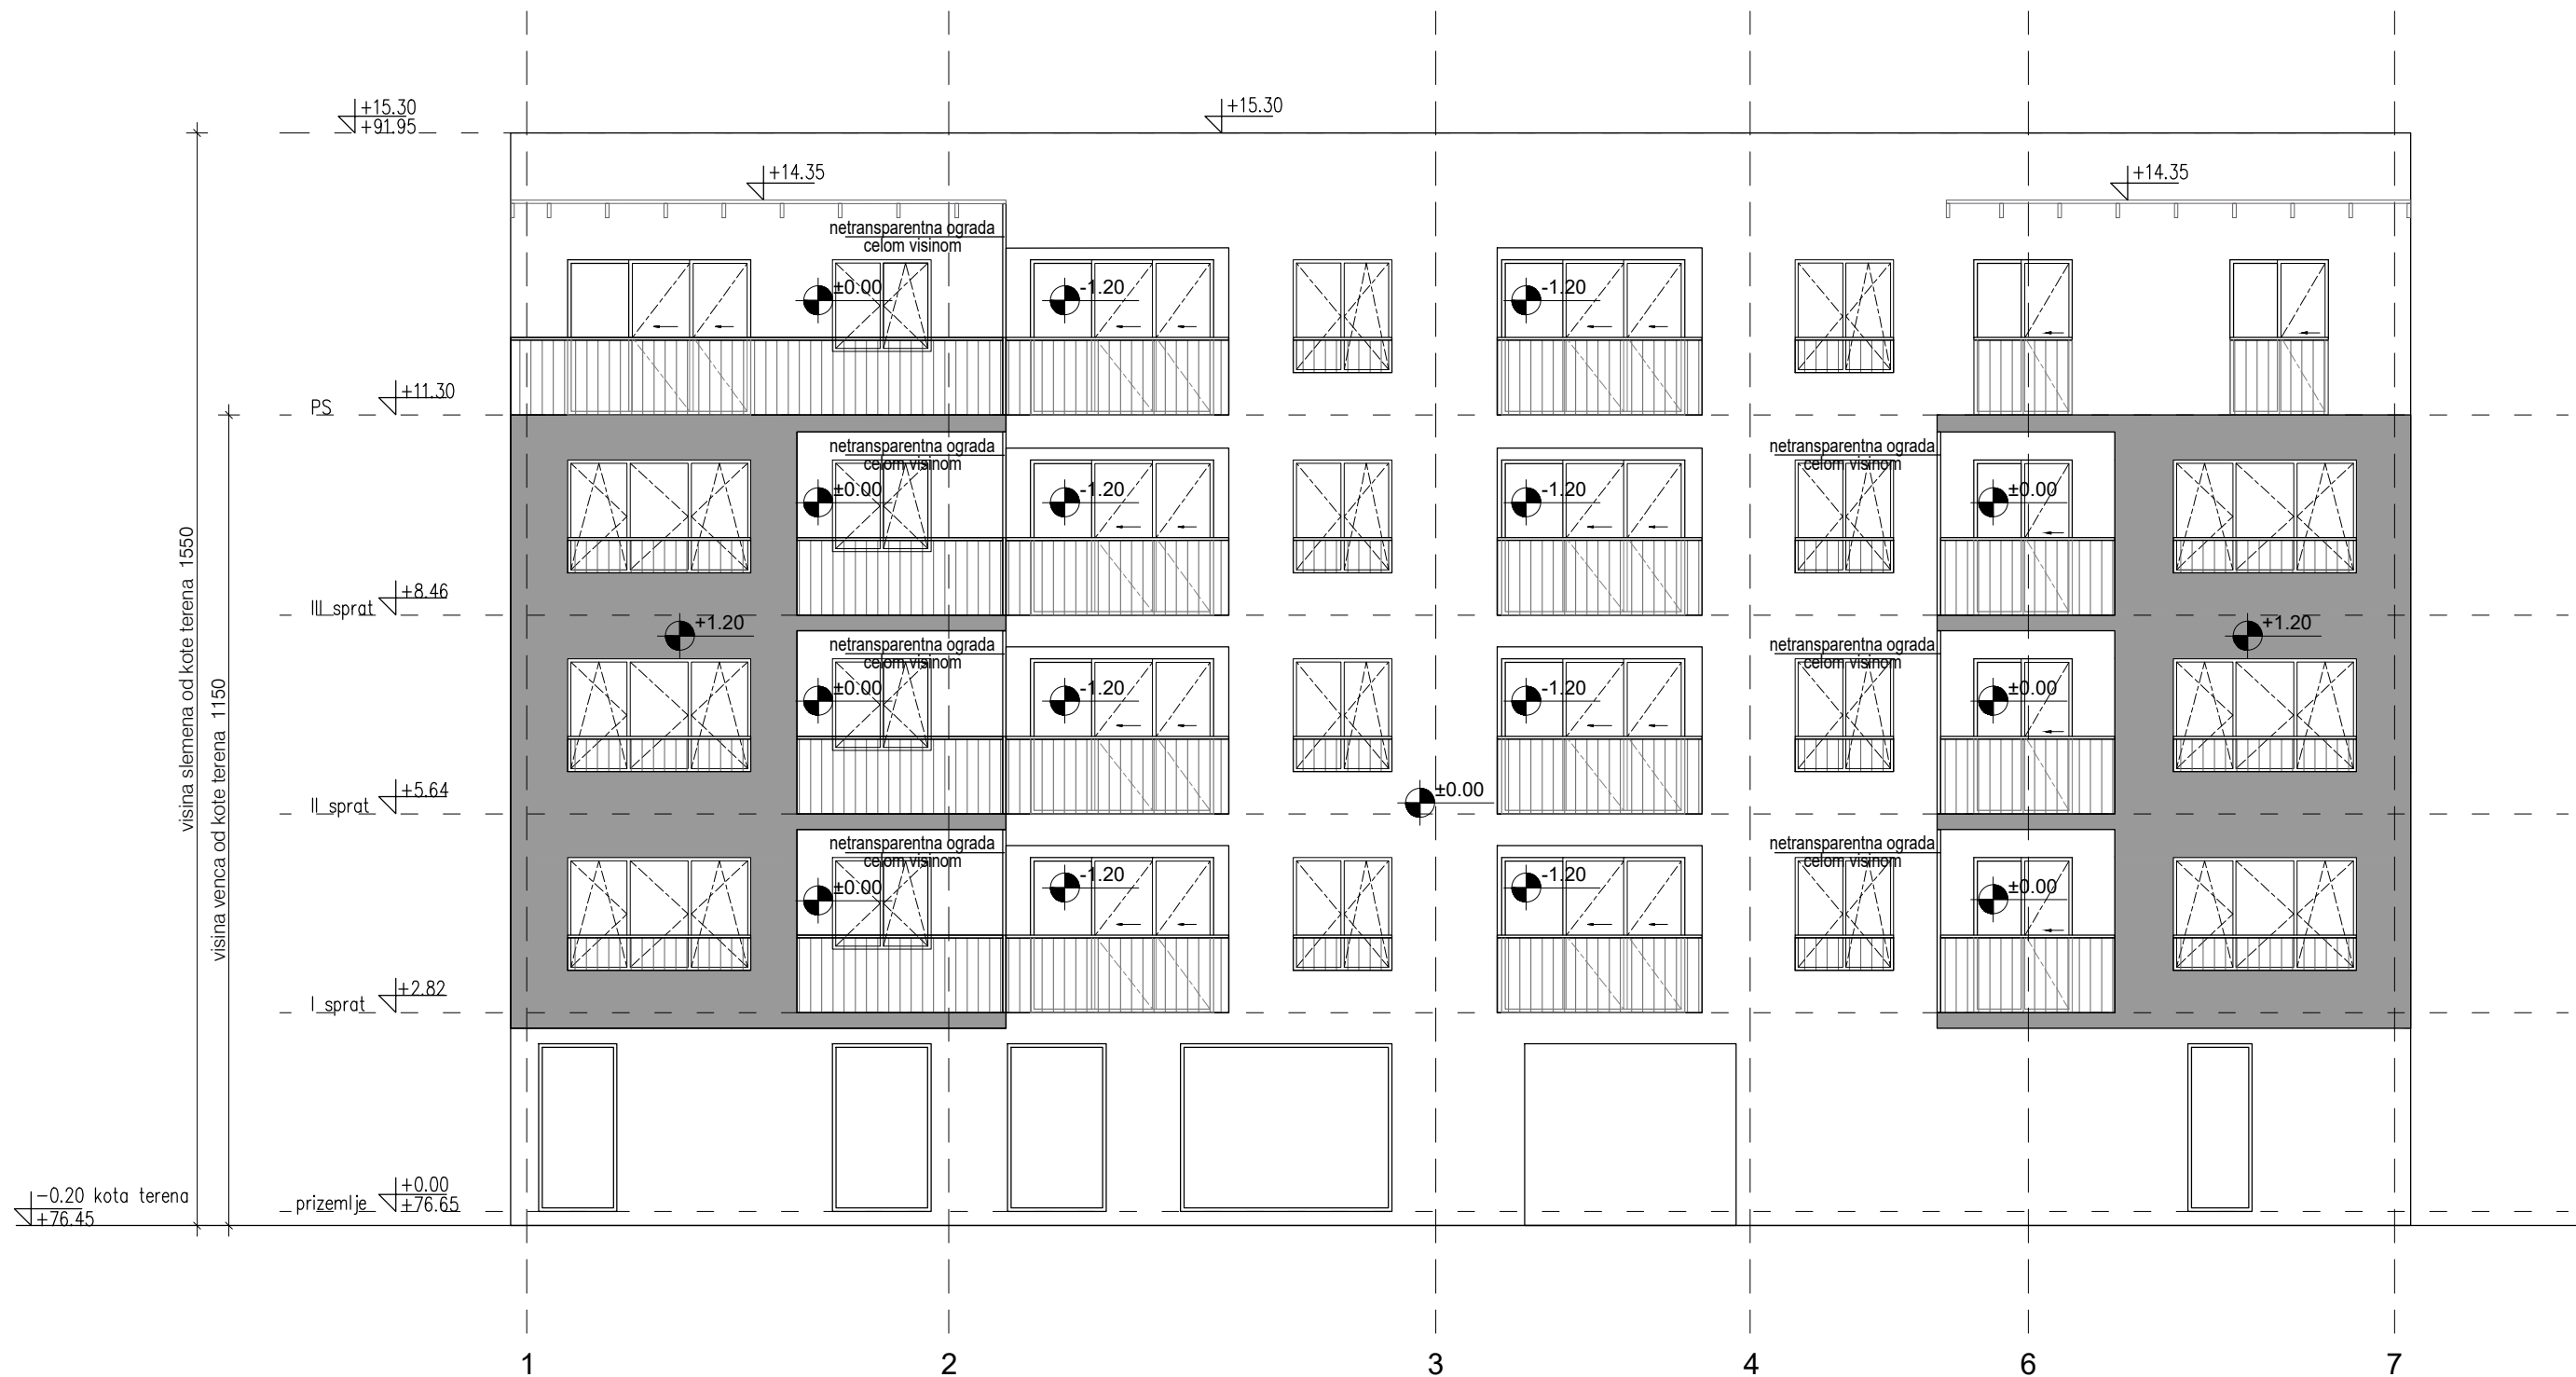 +15.30
+91.95
+15.30
+14.35
+14.35
netransparentna ograda
celom visinom
±0.00
-1.20
-1.20
PS
+11.30
netransparentna ograda
celom visinom
netransparentna ograda
celom visinom
±0.00
-1.20
-1.20
±0.00
III sprat
+8.46
+1.20
+1.20
netransparentna ograda
celom visinom
netransparentna ograda
celom visinom
±0.00
-1.20
-1.20
±0.00
visina slemena od kote terena 1550
visina venca od kote terena 1150
II sprat
+5.64
±0.00
netransparentna ograda
celom visinom
netransparentna ograda
celom visinom
±0.00
-1.20
-1.20
±0.00
I sprat
+2.82
prizemlje
+0.00
+76.65
-0.20 kota terena
+76.45
1
2
3
4
6
7